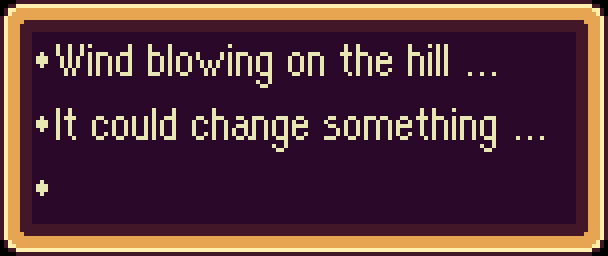 •Wind blowing on the hill ...
•It could change something ...
•